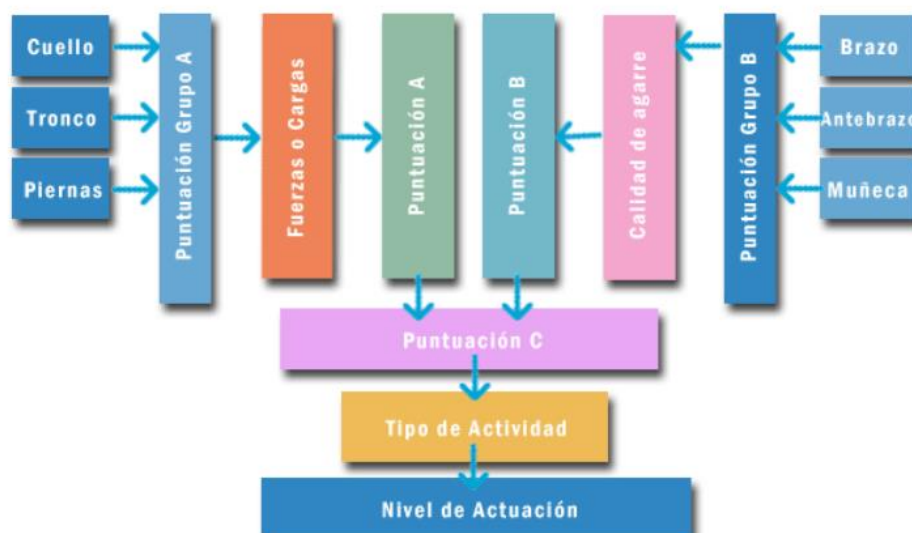 Cuello
Tronco
Piernas
Puntuación Grupo A
Fuerzas o Cargas
Puntuación A
Puntuación B
Calidad de agarre
Puntuación Grupo B
Brazo
Antebrazo
Muñeca
Puntuación C
Tipo de Actividad
Nivel de Actuación